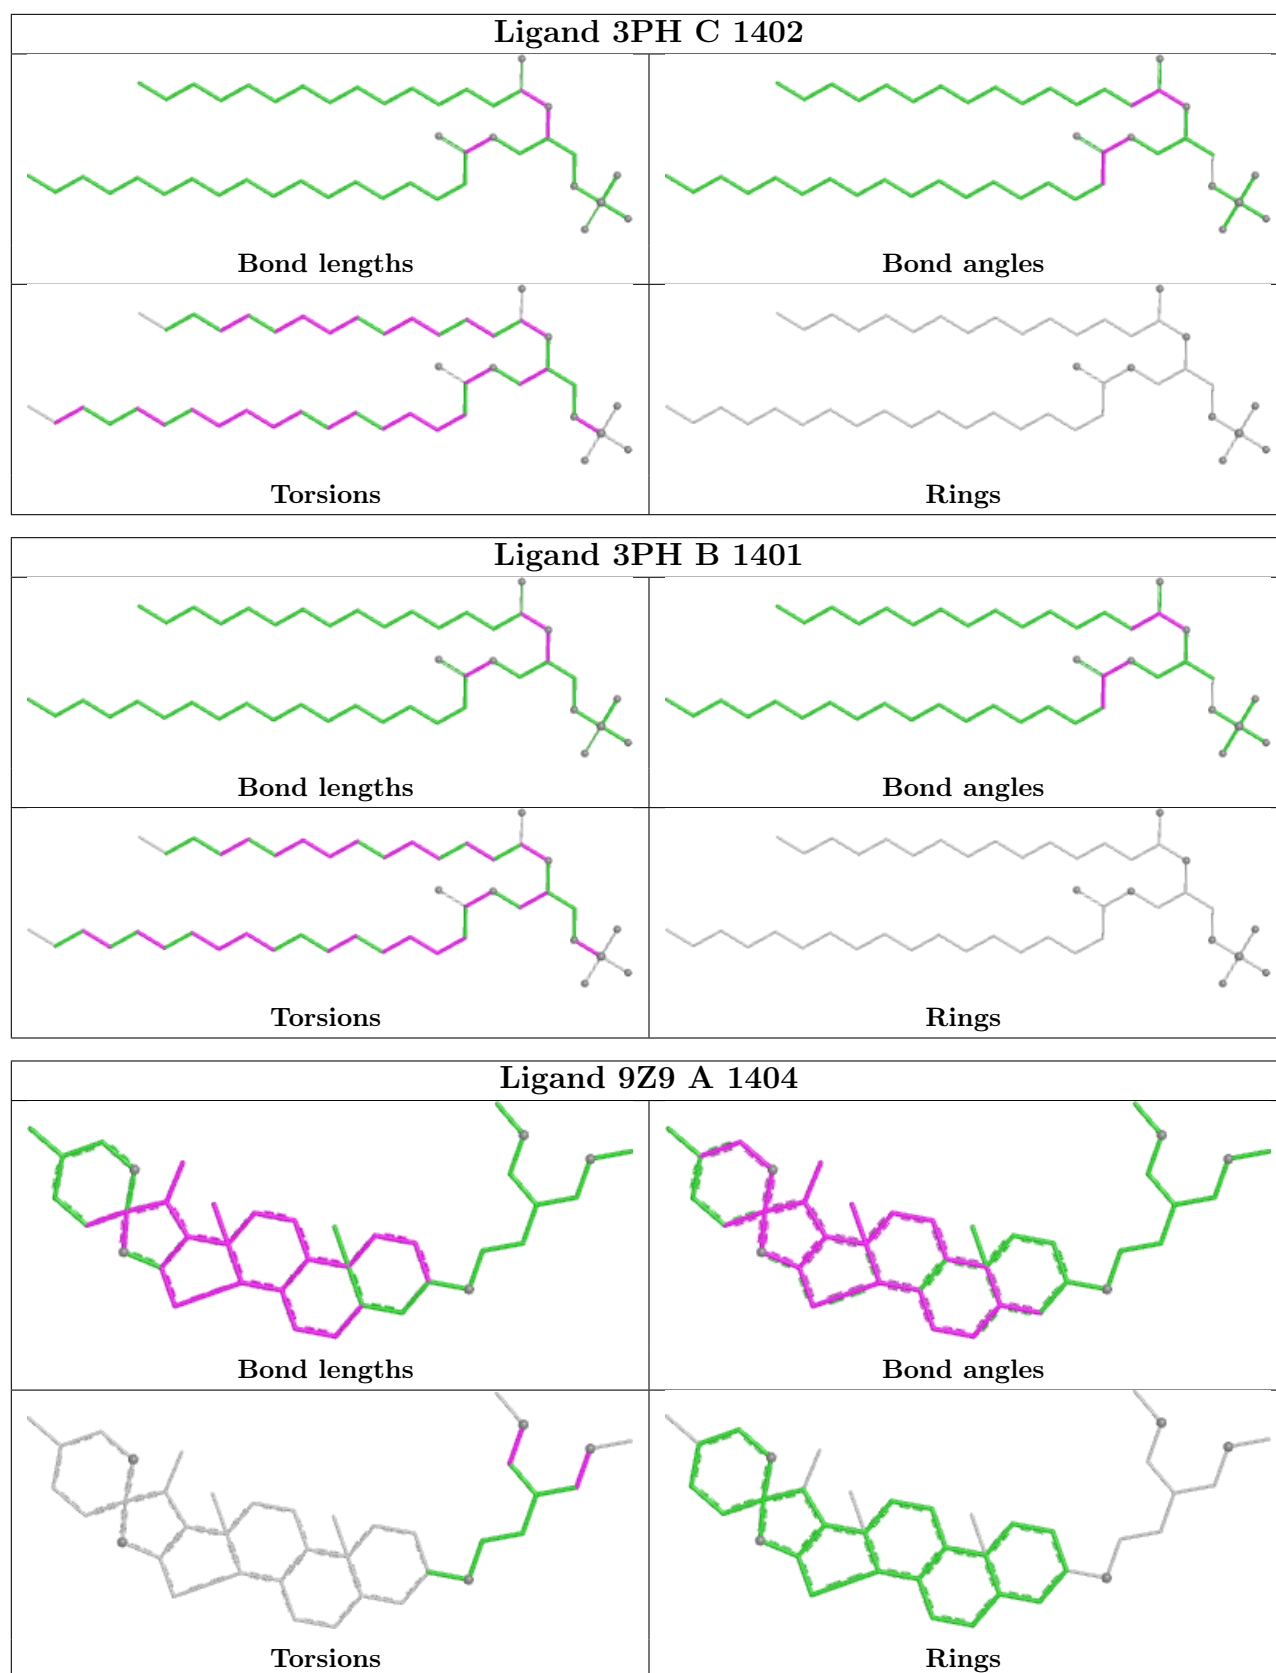 Ligand 3PH C 1402
Bond lengths
Bond angles
Torsions
Rings
Ligand 3PH B 1401
Bond lengths
Bond angles
Torsions
Rings
Ligand 9Z9 A 1404
Bond lengths
Bond angles
Torsions
Rings